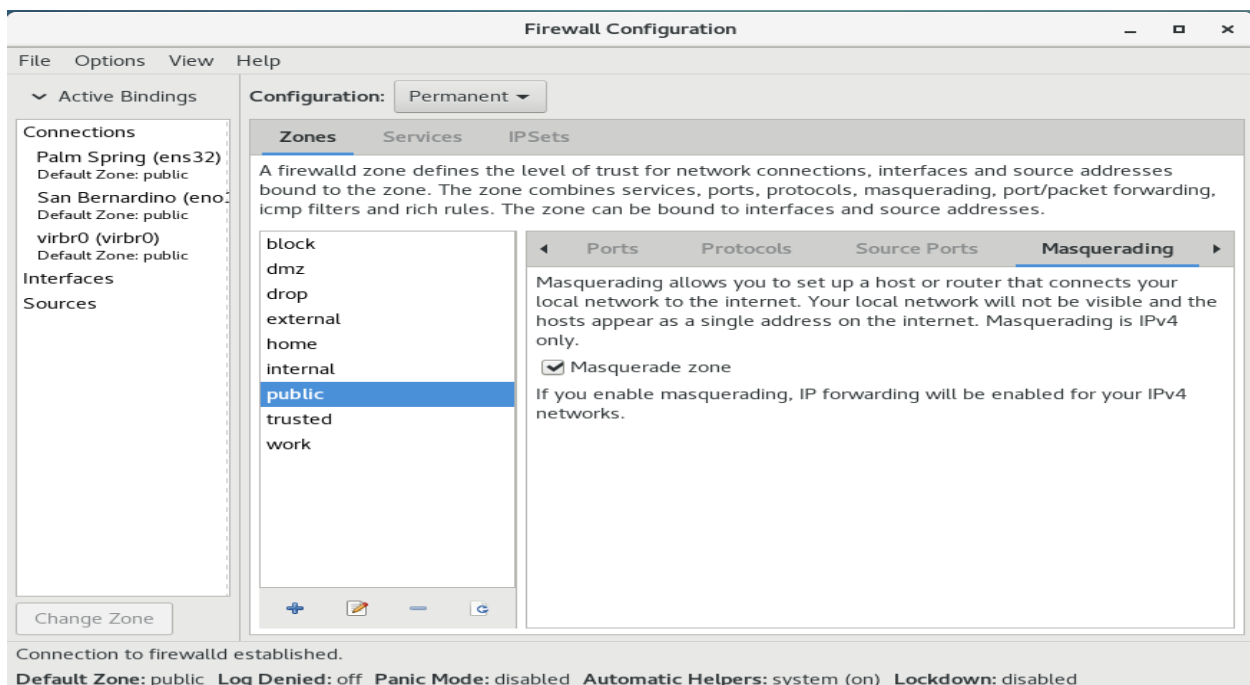 Firewall Configuration
File Options View Help
Active Bindings
Configuration: Permanent
Connections
Palm Spring (ens32)
Default Zone: public
San Bernardino (eno
Default Zone: public
virbr0 (virbr0)
Default Zone: public
Interfaces
Sources
Change Zone
Zones Services IPSets
A firewalld zone defines the level of trust for network connections, interfaces and source addresses
bound to the zone. The zone combines services, ports, protocols, masquerading, port/packet forwarding,
icmp filters and rich rules. The zone can be bound to interfaces and source addresses.
block
dmz
drop
external
home
internal
public
trusted
work
Ports Protocols Source Ports Masquerading
Masquerading allows you to set up a host or router that connects your
local network to the internet. Your local network will not be visible and the
hosts appear as a single address on the internet. Masquerading is IPv4
only.
Masquerade zone
If you enable masquerading, IP forwarding will be enabled for your IPv4
networks.
Connection to firewalld established.
Default Zone: public Log Denied: off Panic Mode: disabled Automatic Helpers: system (on) Lockdown: disabled